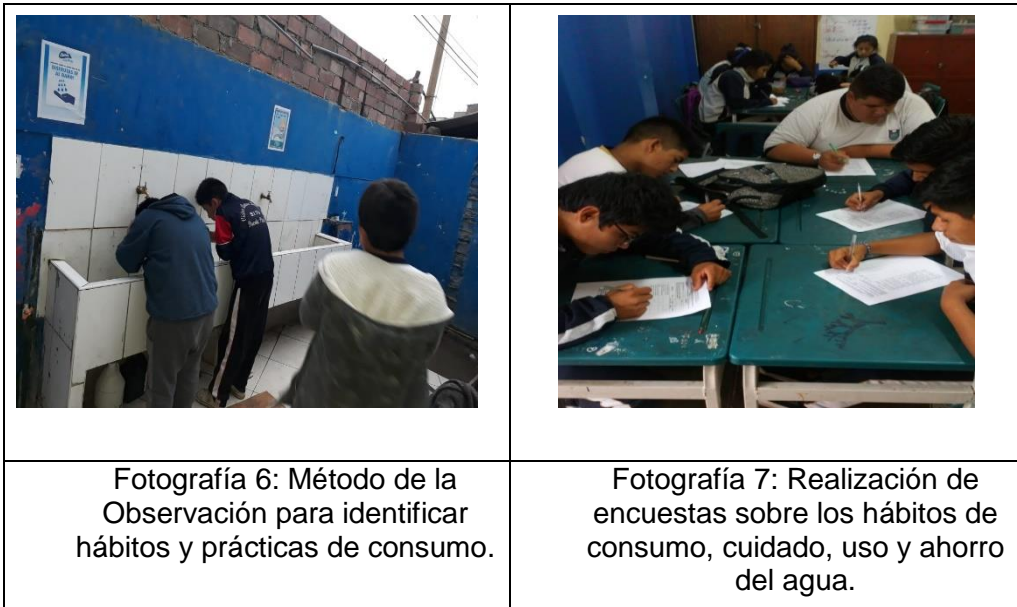 Fotografía 6: Método de la
Observación para identificar
hábitos y prácticas de consumo.
Fotografía 7: Realización de
encuestas sobre los hábitos de
consumo, cuidado, uso y ahorro
del agua.